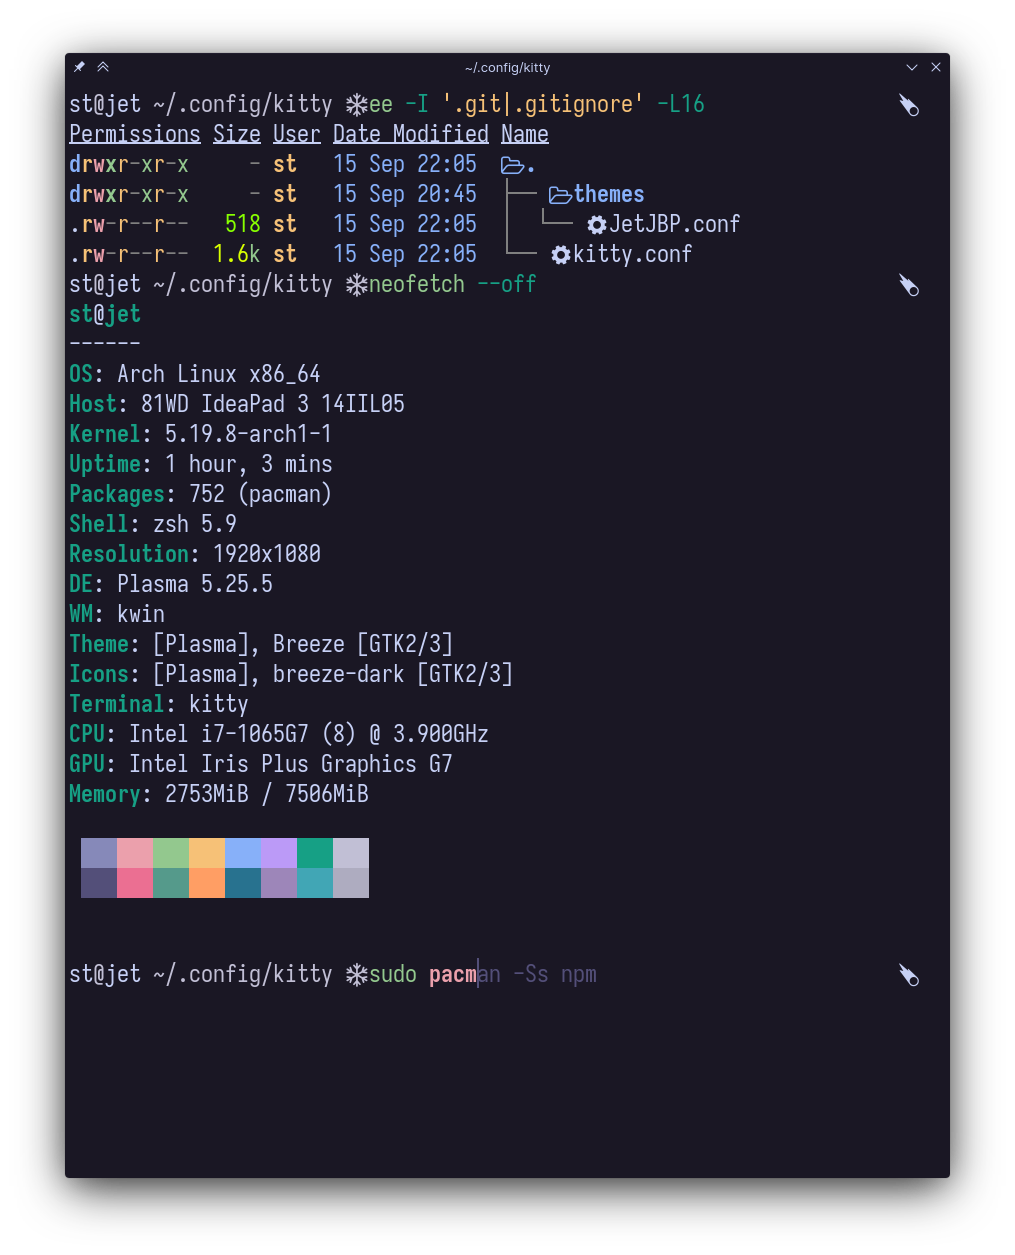 ~/.config/kitty
st@jet ~/.config/kitty ❄ee -I '.git|.gitignore' -L16
Permissions Size User Date Modified Name
drwxr-xr-x - st 15 Sep 22:05 .
drwxr-xr-x - st 15 Sep 20:45 ├── themes
.rw-r--r-- 518 st 15 Sep 22:05 │ └── JetJBP.conf
.rw-r--r-- 1.6k st 15 Sep 22:05 └── kitty.conf
st@jet ~/.config/kitty ❄neofetch --off
st@jet
------
OS: Arch Linux x86_64
Host: 81WD IdeaPad 3 14IIL05
Kernel: 5.19.8-arch1-1
Uptime: 1 hour, 3 mins
Packages: 752 (pacman)
Shell: zsh 5.9
Resolution: 1920x1080
DE: Plasma 5.25.5
WM: kwin
Theme: [Plasma], Breeze [GTK2/3]
Icons: [Plasma], breeze-dark [GTK2/3]
Terminal: kitty
CPU: Intel i7-1065G7 (8) @ 3.900GHz
GPU: Intel Iris Plus Graphics G7
Memory: 2753MiB / 7506MiB
st@jet ~/.config/kitty ❄sudo pacman -Ss npm